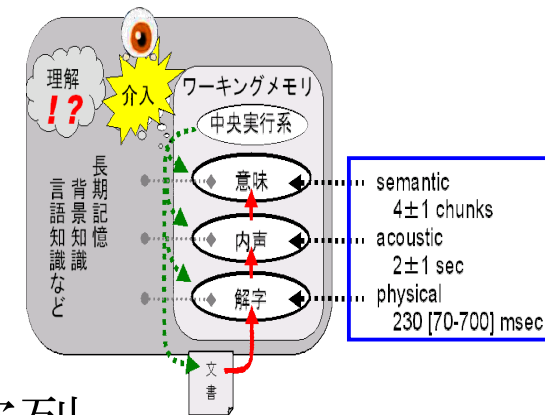 理解
!?
介入
ワーキングメモリ
中央実行系
意味
内声
解字
長期記憶
背景知識
言語知識など
文書
semantic
4±1 chunks
acoustic
2±1 sec
physical
230 [70-700] msec